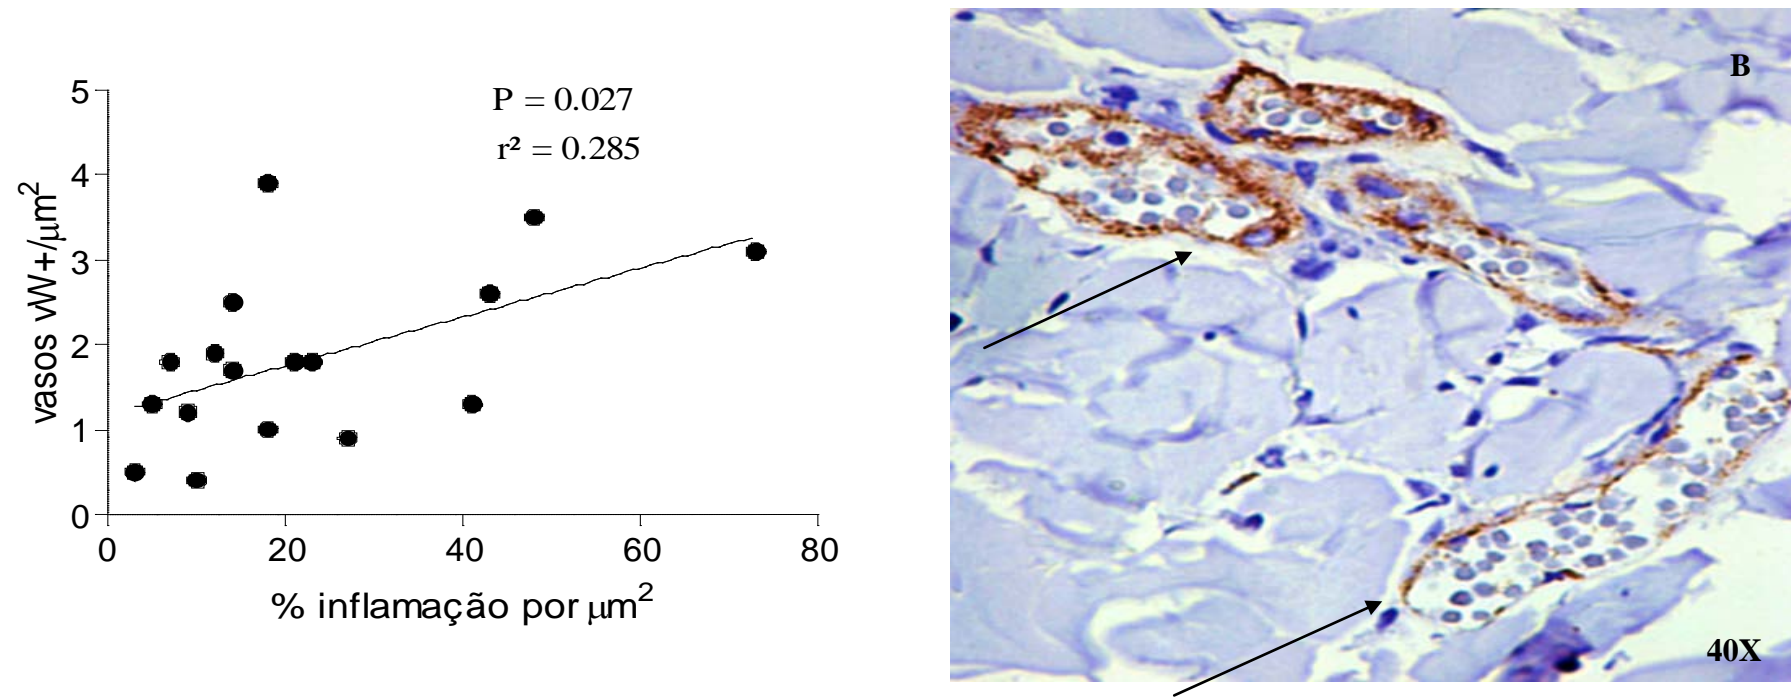 P = 0.027
r² = 0.285
5
4
3
2
1
0
vasos vW+/μm²
0 20 40 60 80
% inflamação por μm²
B
40X